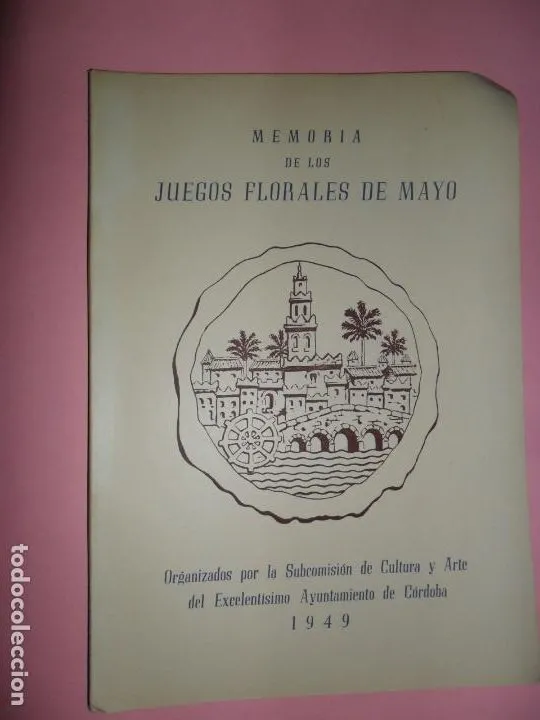 MEMORIA
DE LOS
JUEGOS FLORALES DE MAYO
Organizados por la Subcomisión de Cultura y Arte
del Excelentísimo Ayuntamiento de Córdoba
1949
todocoleccion.net